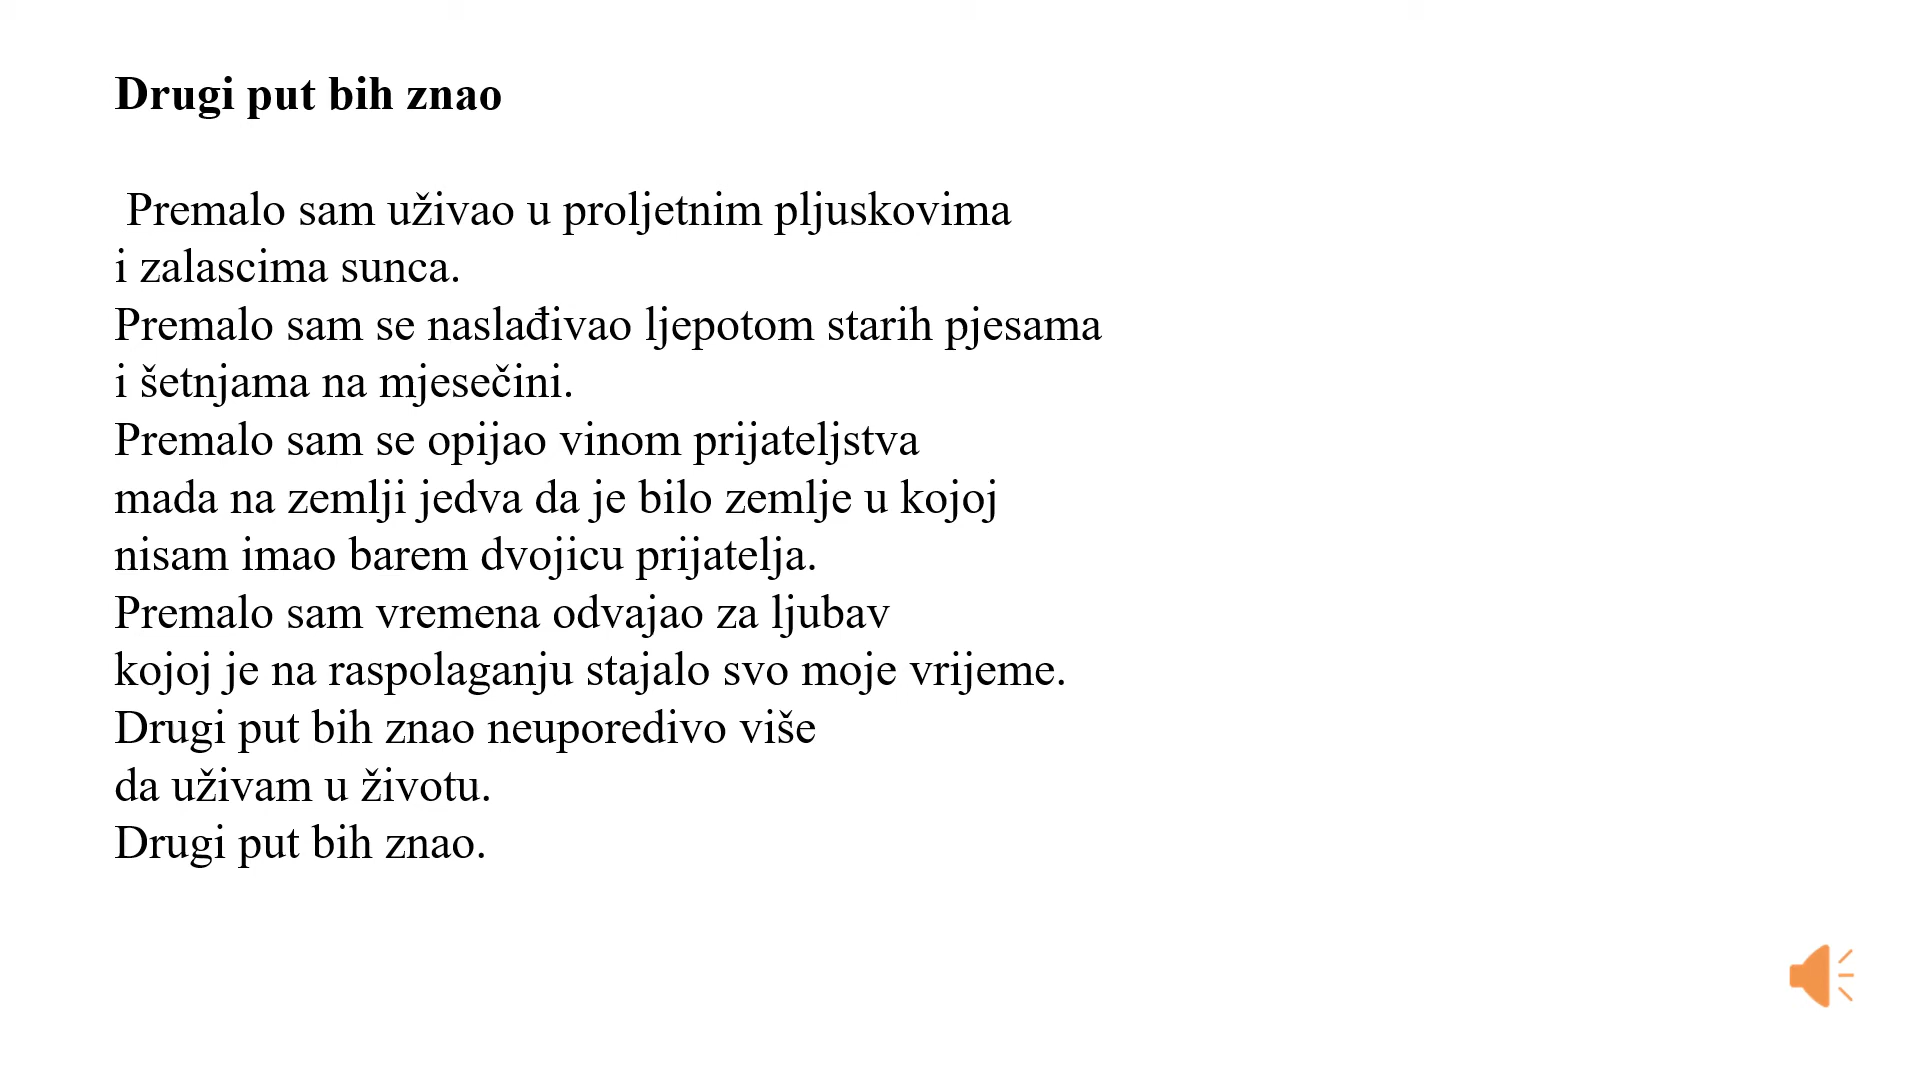 Drugi put bih znao
Premalo sam uživao u proljetnim pljuskovima
i zalascima sunca.
Premalo sam se naslađivao ljepotom starih pjesama
i šetnjama na mjesečini.
Premalo sam se opijao vinom prijateljstva
mada na zemlji jedva da je bilo zemlje u kojoj
nisam imao barem dvojicu prijatelja.
Premalo sam vremena odvajao za ljubav
kojoj je na raspolaganju stajalo svo moje vrijeme.
Drugi put bih znao neuporedivo više
da uživam u životu.
Drugi put bih znao.